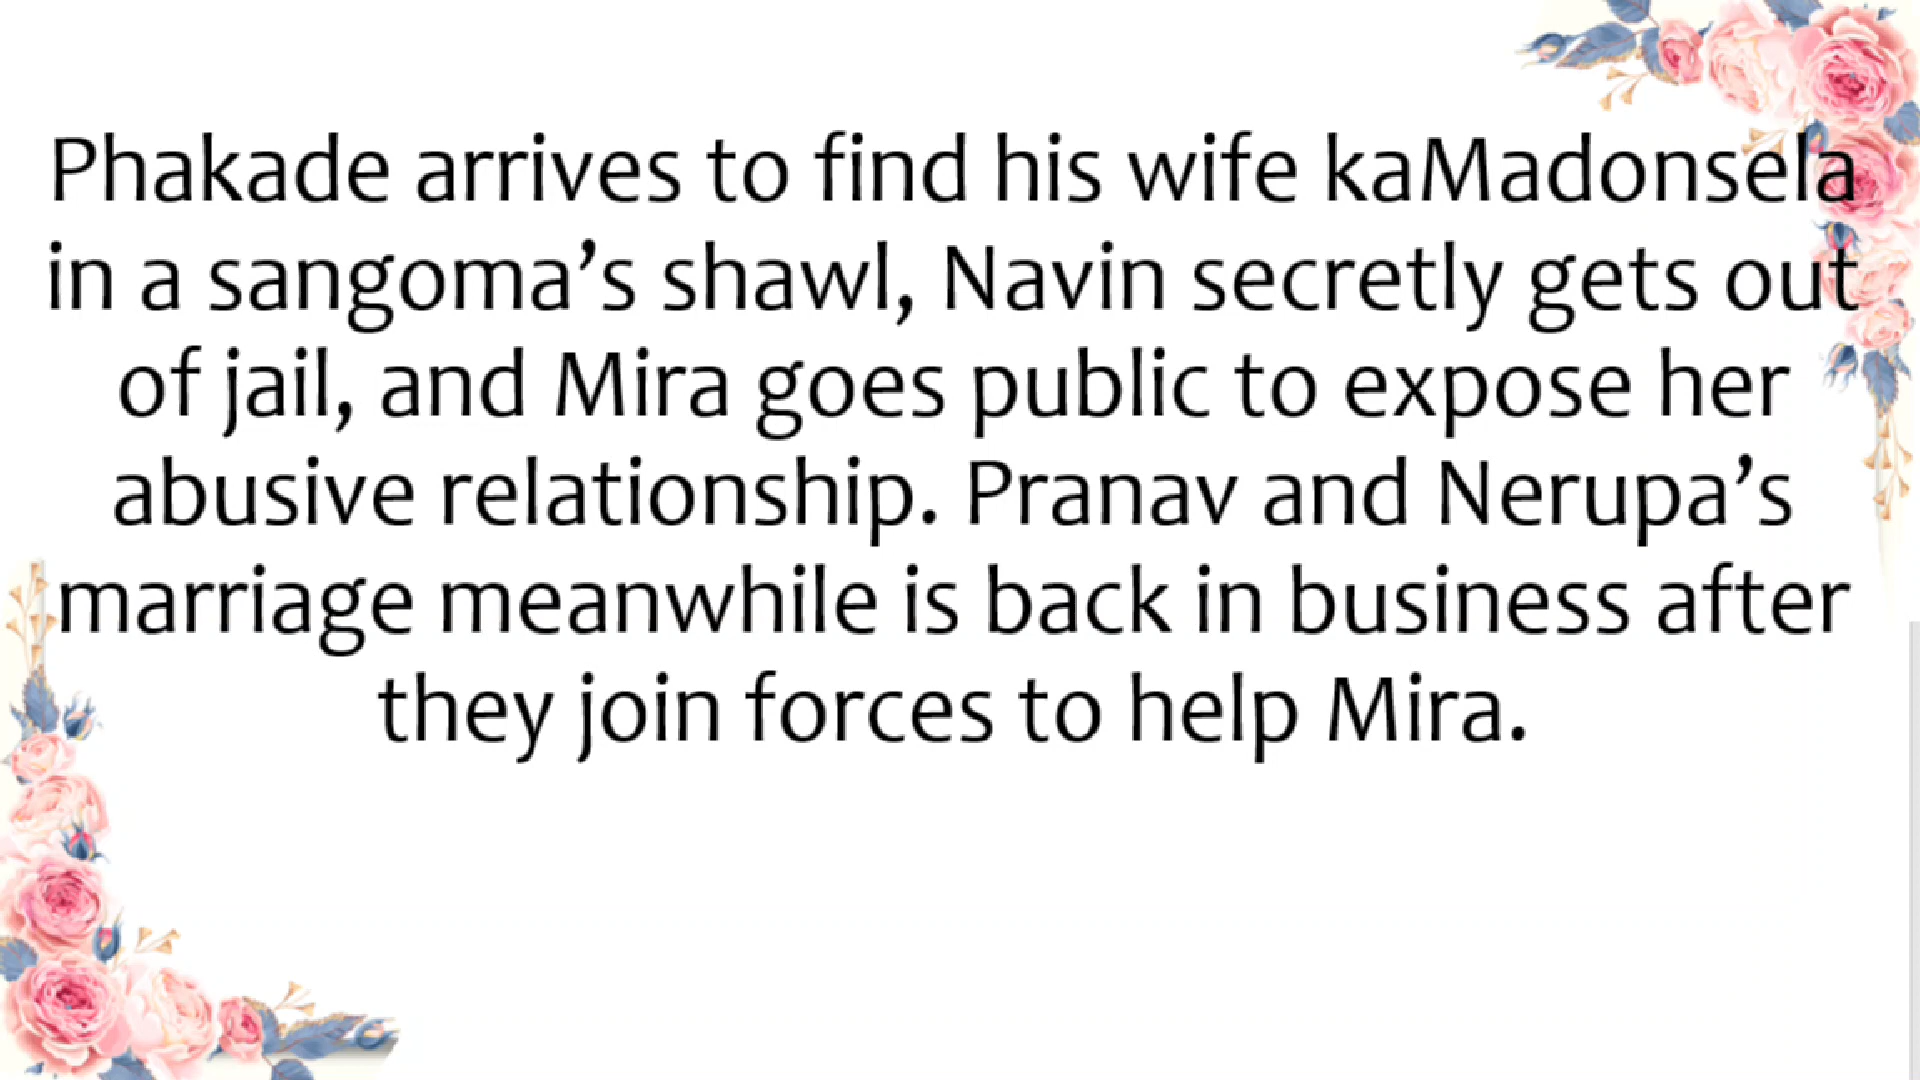 Phakade arrives to find his wife kaMadonsela
in a sangoma’s shawl, Navin secretly gets out
of jail, and Mira goes public to expose her
abusive relationship. Pranav and Nerupa’s
marriage meanwhile is back in business after
they join forces to help Mira.